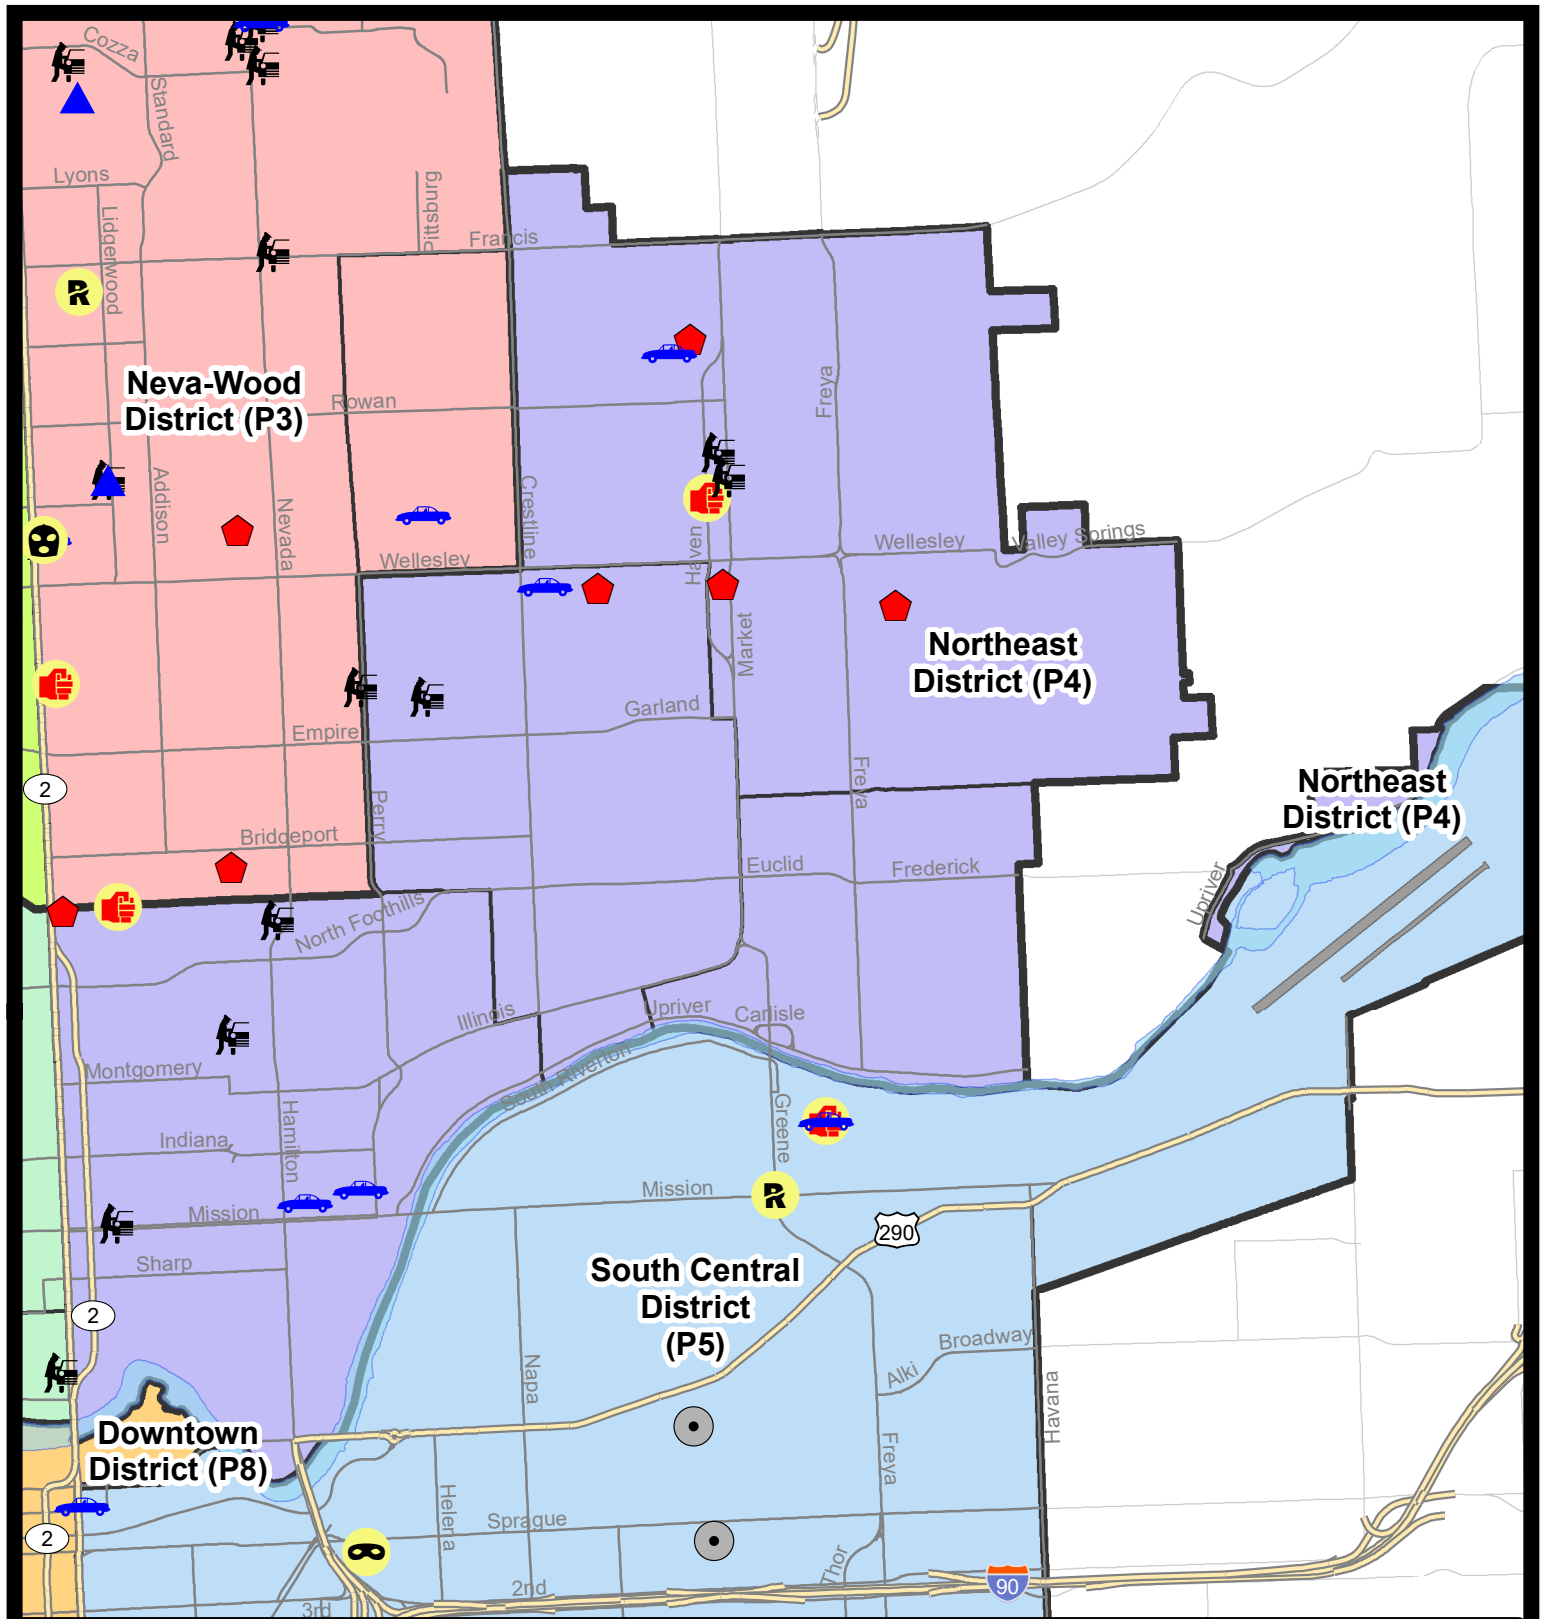 Cozza
Standard
Lyons
Lidgerwood
Pittsburg
Francis
R
Neva-Wood
District (P3)
Rowan
Freya
Addison
Nevada
Crestline
Wellesley
Haven
Wellesley
Valley Springs
Market
Northeast
District (P4)
Garland
Empire
2
Perry
Freya
Northeast
District (P4)
Bridgeport
Euclid
Frederick
Upriver
North Foothills
Illinois
Upriver
Carlisle
South Riverton
Montgomery
Hamilton
Greene
Indiana
Mission
R
Mission
290
Sharp
South Central
District
(P5)
2
Napa
Broadway
Alki
Havana
Downtown
District (P8)
Freya
Helena
Sprague
2
Thor
2nd
90
3rd